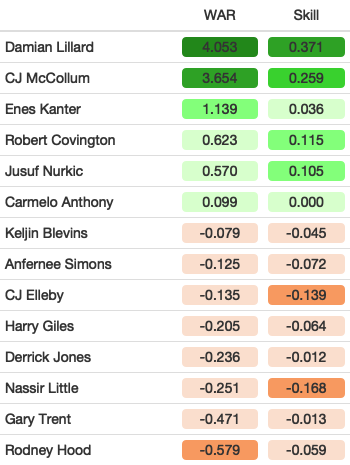 WAR Skill
Damian Lillard 4.053 0.371
CJ McCollum 3.654 0.259
Enes Kanter 1.139 0.036
Robert Covington 0.623 0.115
Jusuf Nurkic 0.570 0.105
Carmelo Anthony 0.099 0.000
Keljin Blevins -0.079 -0.045
Anfernee Simons -0.125 -0.072
CJ Elleby -0.135 -0.139
Harry Giles -0.205 -0.064
Derrick Jones -0.236 -0.012
Nassir Little -0.251 -0.168
Gary Trent -0.471 -0.013
Rodney Hood -0.579 -0.059